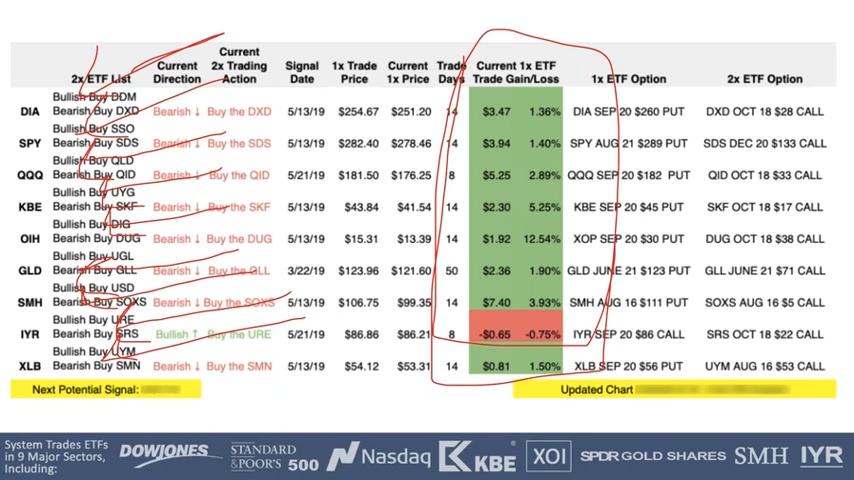 Current
Current 2x Trading Signal 1x Trade Current Trade Current 1x ETF
2x ETF List Direction Action Date Price 1x Price Days Trade Gain/Loss 1x ETF Option 2x ETF Option
Bullish Buy DDM
DIA Bearish Buy DXD Bearish ↓ Buy the DXD 5/13/19 $254.67 $251.20 14 $3.47 1.36% DIA SEP 20 $260 PUT DXD OCT 18 $28 CALL
Bullish Buy SSO
SPY Bearish Buy SDS Bearish ↓ Buy the SDS 5/13/19 $282.40 $278.46 14 $3.94 1.40% SPY AUG 21 $289 PUT SDS DEC 20 $133 CALL
Bullish Buy QLD
QQQ Bearish Buy QID Bearish ↓ Buy the QID 5/21/19 $181.50 $176.25 8 $5.25 2.89% QQQ SEP 20 $182 PUT QID OCT 18 $33 CALL
Bullish Buy UYG
KBE Bearish Buy SKF Bearish ↓ Buy the SKF 5/13/19 $43.84 $41.54 14 $2.30 5.25% KBE SEP 20 $45 PUT SKF OCT 18 $17 CALL
Bullish Buy DIG
OIH Bearish Buy DUG Bearish ↓ Buy the DUG 5/13/19 $15.31 $13.39 14 $1.92 12.54% XOP SEP 20 $30 PUT DUG OCT 18 $38 CALL
Bullish Buy UGL
GLD Bearish Buy GLL Bearish ↓ Buy the GLL 3/22/19 $123.96 $121.60 50 $2.36 1.90% GLD JUNE 21 $123 PUT GLL JUNE 21 $71 CALL
Bullish Buy USD
SMH Bearish Buy SOXS Bearish ↓ Buy the SOXS 5/13/19 $106.75 $99.35 14 $7.40 3.93% SMH AUG 16 $111 PUT SOXS AUG 16 $5 CALL
Bullish Buy URE
IYR Bearish Buy SRS Bullish ↑ Buy the URE 5/21/19 $86.86 $86.21 8 -$0.65 -0.75% IYR SEP 20 $86 CALL SRS OCT 18 $22 CALL
Bullish Buy UYM
XLB Bearish Buy SMN Bearish ↓ Buy the SMN 5/13/19 $54.12 $53.31 14 $0.81 1.50% XLB SEP 20 $56 PUT UYM AUG 16 $53 CALL
Next Potential Signal: Updated Chart
System Trades ETFs
in 9 Major Sectors,
Including:
DOWJONES
STANDARD
&POOR'S 500
Nasdaq
KBE
XOI
SPDR GOLD SHARES
SMH
IYR